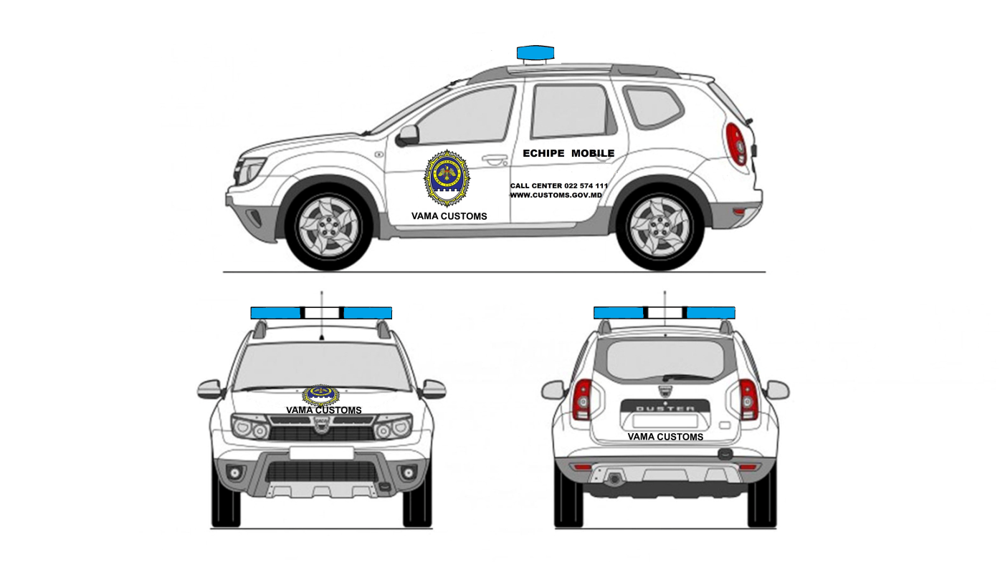 ECHIPE MOBILE
CALL CENTER 022 574 111
WWW.CUSTOMS.GOV.MD
VAMA CUSTOMS
VAMA CUSTOMS
DUSTER
VAMA CUSTOMS